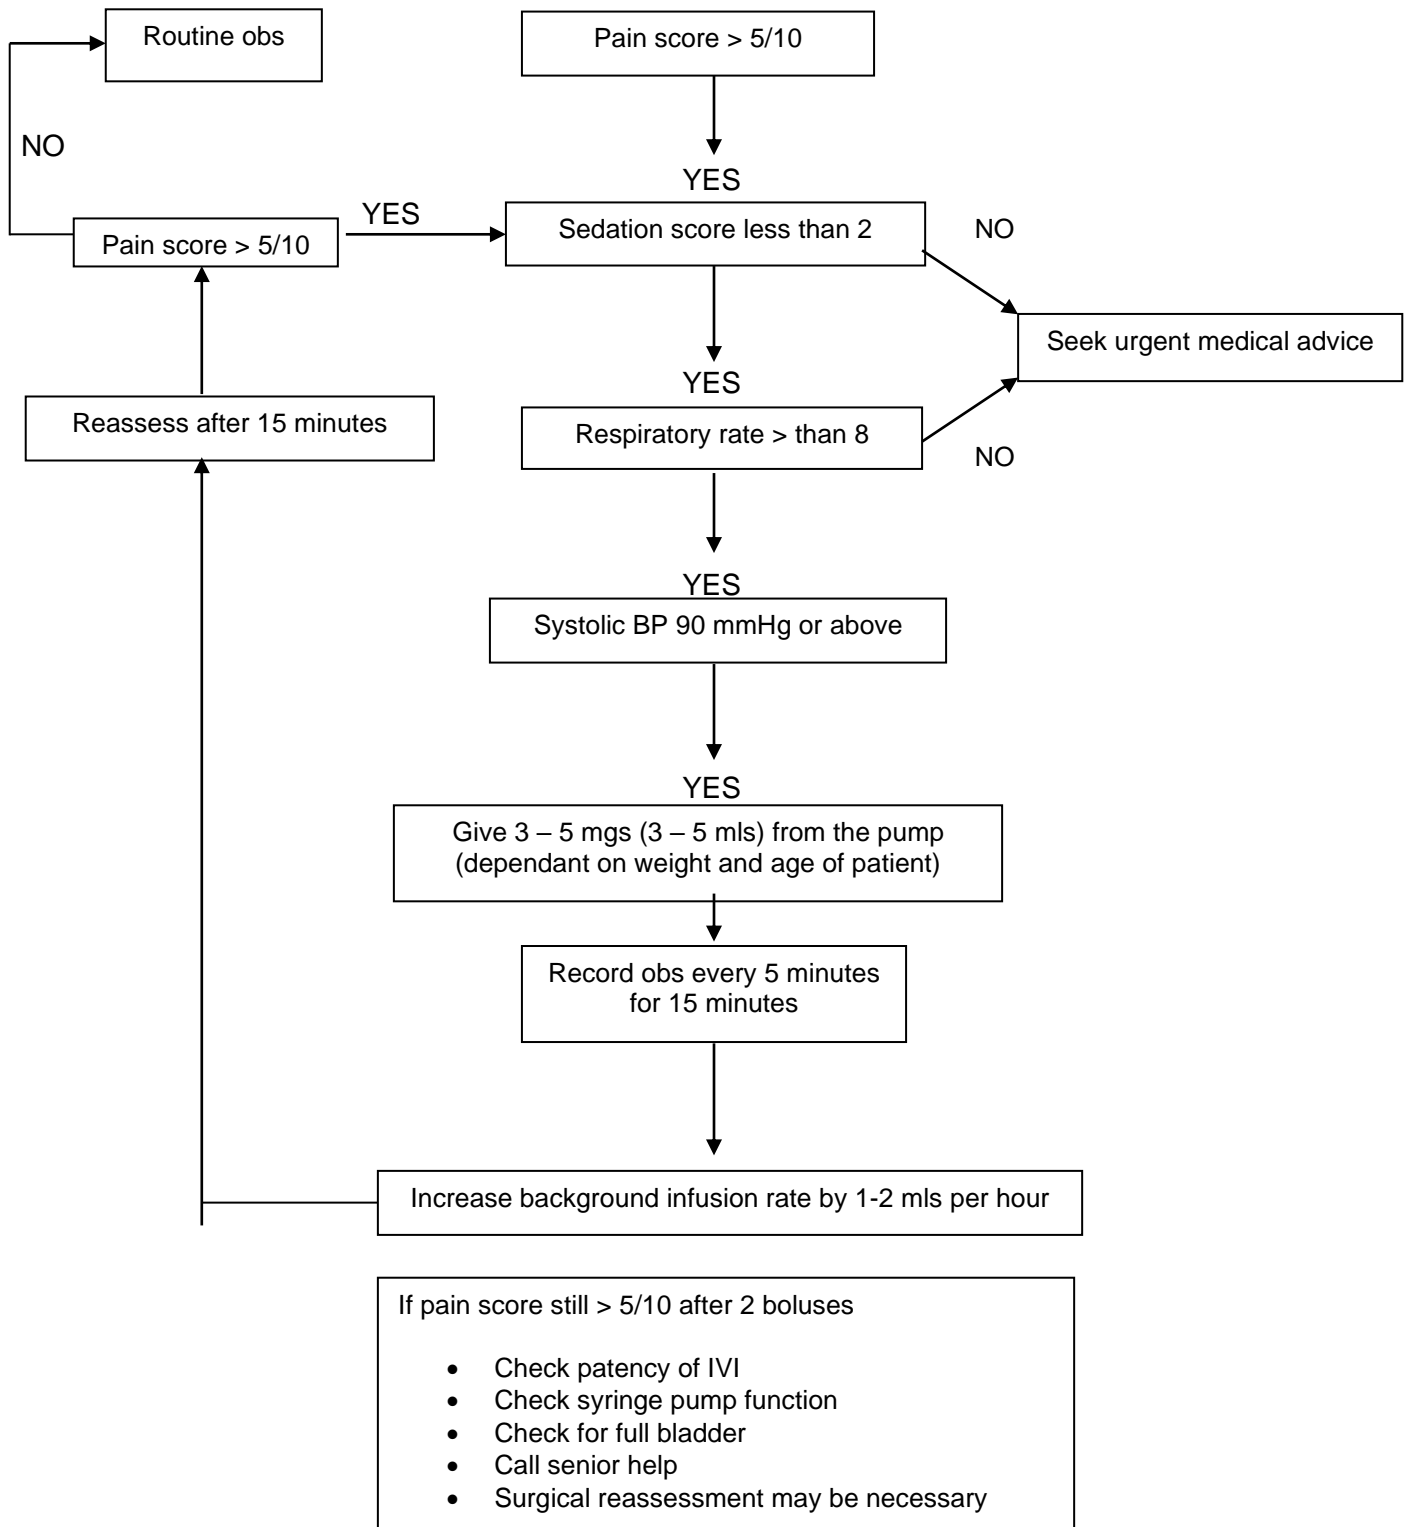 Routine obs
Pain score > 5/10
NO
YES
Pain score > 5/10
YES
Sedation score less than 2
NO
Seek urgent medical advice
YES
Reassess after 15 minutes
Respiratory rate > than 8
NO
YES
Systolic BP 90 mmHg or above
YES
Give 3 – 5 mgs (3 – 5 mls) from the pump
(dependant on weight and age of patient)
Record obs every 5 minutes
for 15 minutes
Increase background infusion rate by 1-2 mls per hour
If pain score still > 5/10 after 2 boluses
• Check patency of IVI
• Check syringe pump function
• Check for full bladder
• Call senior help
• Surgical reassessment may be necessary